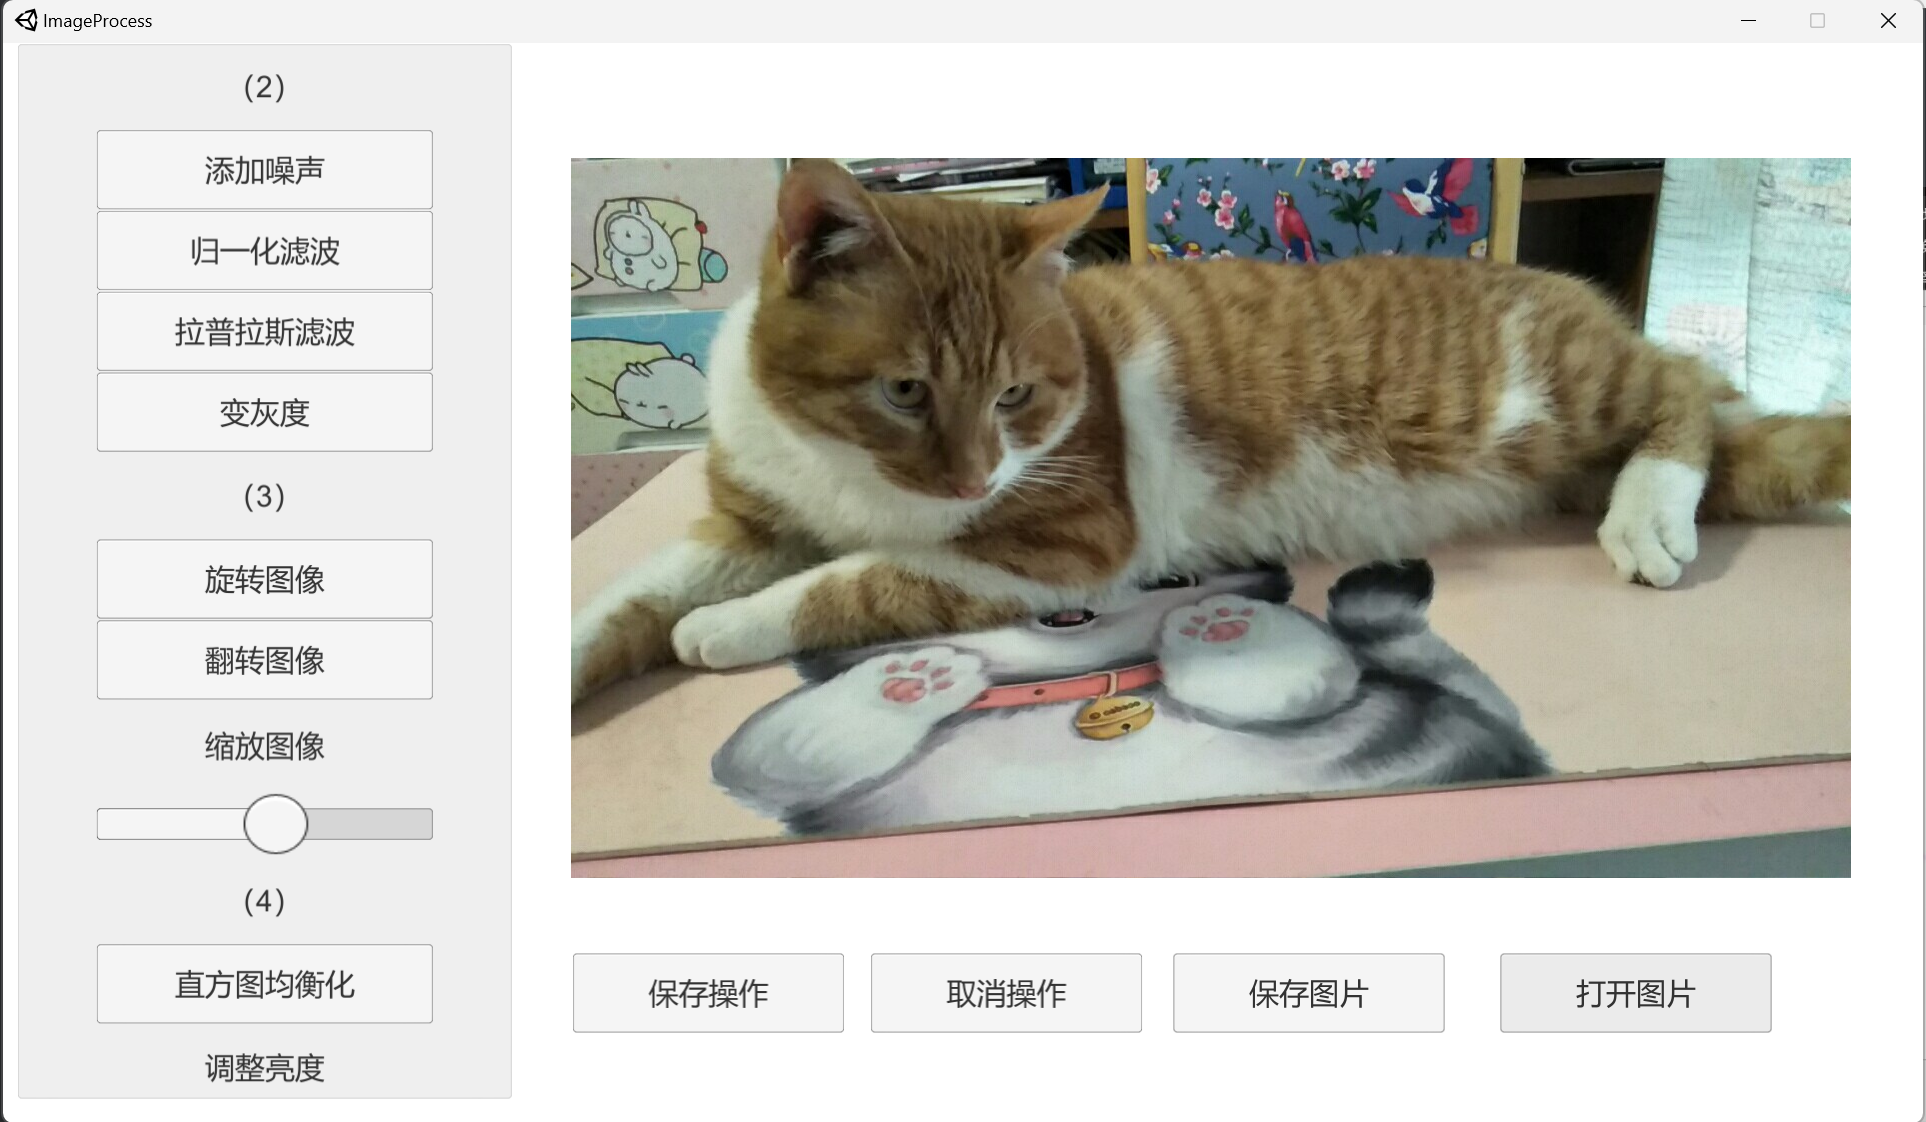 ImageProcess
（2）
添加噪声
归一化滤波
拉普拉斯滤波
变灰度
（3）
旋转图像
翻转图像
缩放图像
（4）
直方图均衡化
调整亮度
保存操作
取消操作
保存图片
打开图片